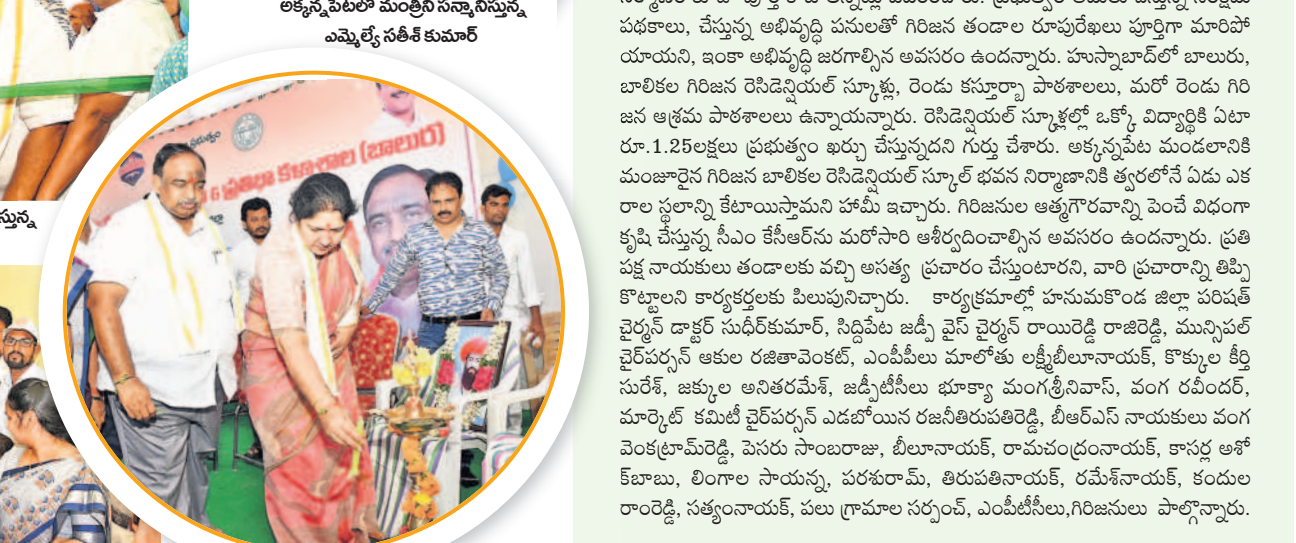 అక్కన్నపేటలో మంత్రిని సన్మానిస్తున్న
ఎమ్మెల్యే సతీశ్ కుమార్
స్తున్న
ప్రభుత్వం
& ప్రతిభా కళాశాల (బాలుర)
పథకాలు, చేస్తున్న అభివృద్ధి పనులతో గిరిజన తండాల రూపురేఖలు పూర్తిగా మారిపో
యాయని, ఇంకా అభివృద్ధి జరగాల్సిన అవసరం ఉందన్నారు. హుస్నాబాద్‌లో బాలురు,
బాలికల గిరిజన రెసిడెన్షియల్ స్కూళ్లు, రెండు కస్తూర్బా పాఠశాలలు, మరో రెండు గిరి
జన ఆశ్రమ పాఠశాలలు ఉన్నాయన్నారు. రెసిడెన్షియల్ స్కూళ్లల్లో ఒక్కో విద్యార్థికి ఏటా
రూ.1.25లక్షలు ప్రభుత్వం ఖర్చు చేస్తున్నదని గుర్తు చేశారు. అక్కన్నపేట మండలానికి
మంజూరైన గిరిజన బాలికల రెసిడెన్షియల్ స్కూల్ భవన నిర్మాణానికి త్వరలోనే ఏడు ఎక
రాల స్థలాన్ని కేటాయిస్తామని హామీ ఇచ్చారు. గిరిజనుల ఆత్మగౌరవాన్ని పెంచే విధంగా
కృషి చేస్తున్న సీఎం కేసీఆర్‌ను మరోసారి ఆశీర్వదించాల్సిన అవసరం ఉందన్నారు. ప్రతి
పక్ష నాయకులు తండాలకు వచ్చి అసత్య ప్రచారం చేస్తుంటారని, వారి ప్రచారాన్ని తిప్పి
కొట్టాలని కార్యకర్తలకు పిలుపునిచ్చారు. కార్యక్రమాల్లో హనుమకొండ జిల్లా పరిషత్
చైర్మన్ డాక్టర్ సుధీర్‌కుమార్, సిద్దిపేట జడ్పీ వైస్ చైర్మన్ రాయిరెడ్డి రాజిరెడ్డి, మున్సిపల్
చైర్‌పర్సన్ ఆకుల రజితావెంకట్, ఎంపీపీలు మాలోతు లక్ష్మీబీలూనాయక్, కొక్కుల కీర్తి
సురేశ్, జక్కుల అనితరమేశ్, జడ్పీటీసీలు భూక్యా మంగశ్రీనివాస్, వంగ రవీందర్,
మార్కెట్ కమిటీ చైర్‌పర్సన్ ఎడబోయిన రజనీతిరుపతిరెడ్డి, బీఆర్ఎస్ నాయకులు వంగ
వెంకట్రామ్‌రెడ్డి, పెసరు సాంబరాజు, బీలూనాయక్, రామచంద్రంనాయక్, కాసర్ల అశో
క్‌బాబు, లింగాల సాయన్న, పరశురామ్, తిరుపతినాయక్, రమేశ్‌నాయక్, కందుల
రాంరెడ్డి, సత్యంనాయక్, పలు గ్రామాల సర్పంచ్, ఎంపీటీసీలు,గిరిజనులు పాల్గొన్నారు.